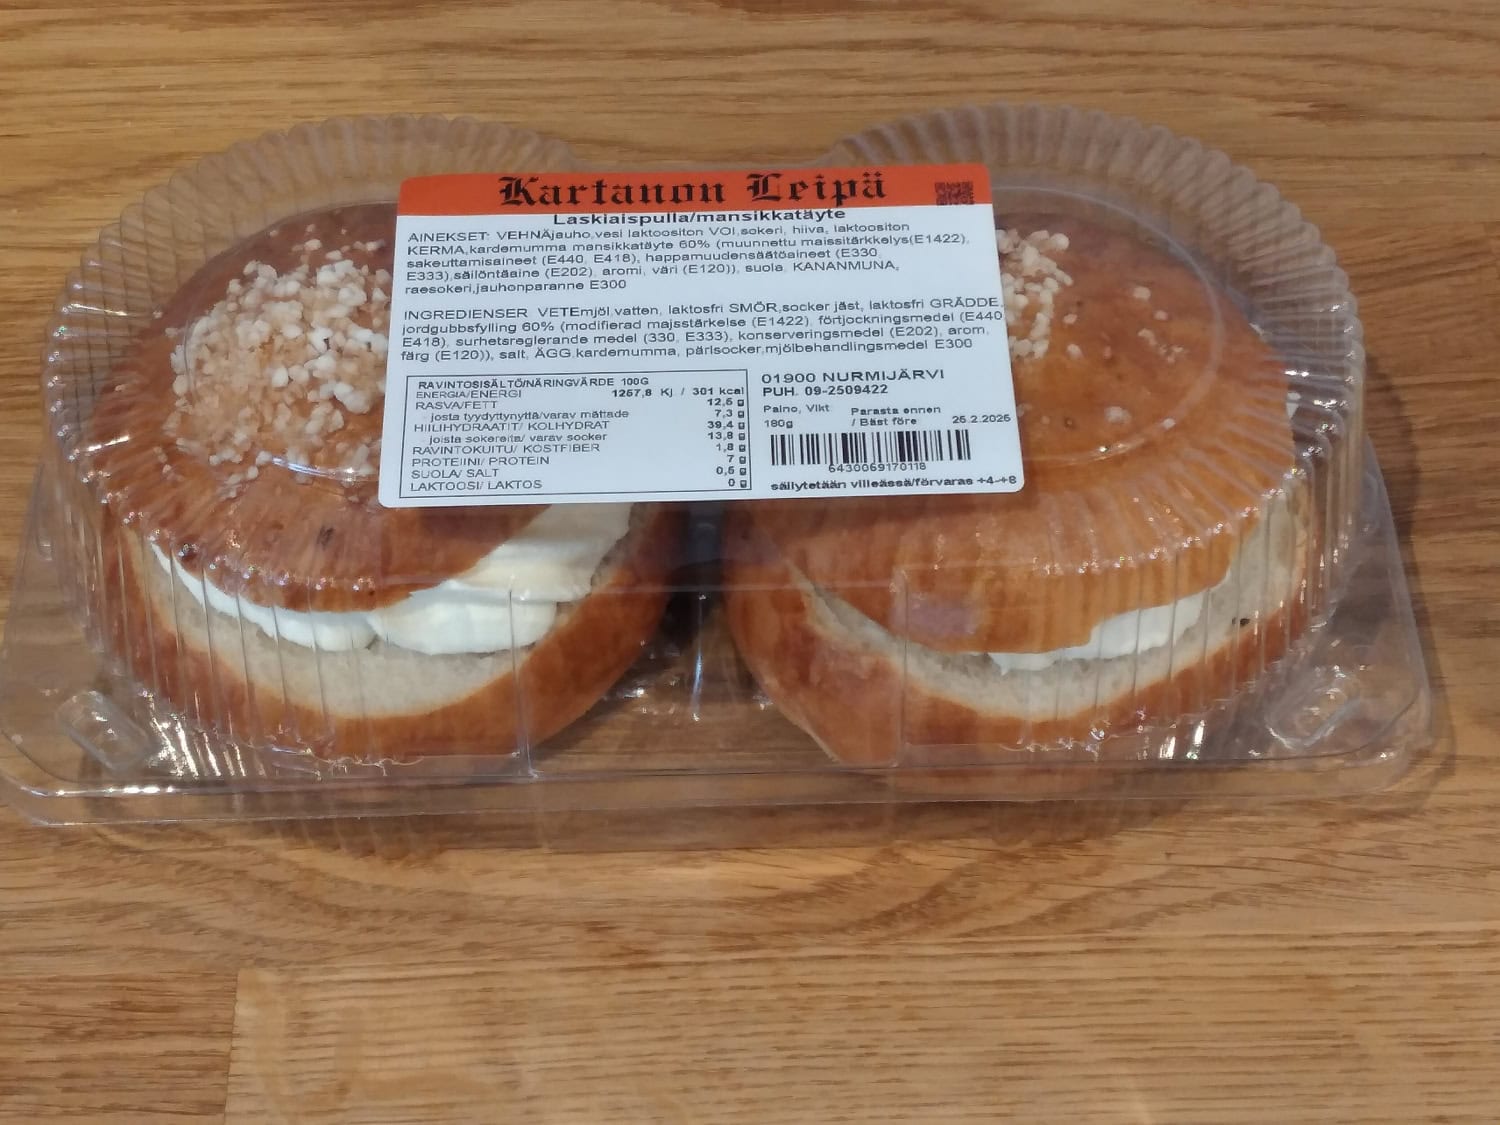 Kartanon Leipä
Laskiaispulla/mansikkatäyte
AINEKSET: VEHNÄjauho,vesi laktoositon VOI,sokeri, hiiva, laktoositon
KERMA,kardemumma mansikkatäyte 60% (muunnettu maissitärkkelys(E1422),
sakeuttamisaineet (E440, E418), happamuudensäätöaineet (E330
E333),säilöntäaine (E202), aromi, väri (E120)), suola, KANANMUNA,
raesokeri,jauhonparanne E300
INGREDIENSER VETEmjöl,vatten, laktosfri SMÖR,socker jäst, laktosfri GRÄDDE,
jordgubbsfylling 60% (modifierad majsstärkelse (E1422), förtjockningsmedel (E440
E418), surhetsreglerande medel (330, E333), konserveringsmedel (E202), arom,
färg (E120)), salt, ÄGG,kardemumma, pärlsocker,mjölbehandlingsmedel E300
RAVINTOSISÄLTÖ/NÄRINGVÄRDE 100G
ENERGIA/ENERGI 1257,8 Kj / 301 kcal
RASVA/FETT 12,5 g
josta tyydyttynyttä/varav mättade 7,3 g
HIILIHYDRAATIT/ KOLHYDRAT 39,4 g
joista sokereita/ varav socker 13,8 g
RAVINTOKUITU/ KOSTFIBER 1,8 g
PROTEIINI/ PROTEIN 7 g
SUOLA/ SALT 0,5 g
LAKTOOSI/ LAKTOS 0 g
01900 NURMIJÄRVI
PUH. 09-2509422
Paino, Vikt Parasta ennen
180g / Bäst före 25.2.2025
6430069170118
säilytetään viileässä/förvaras +4-+8